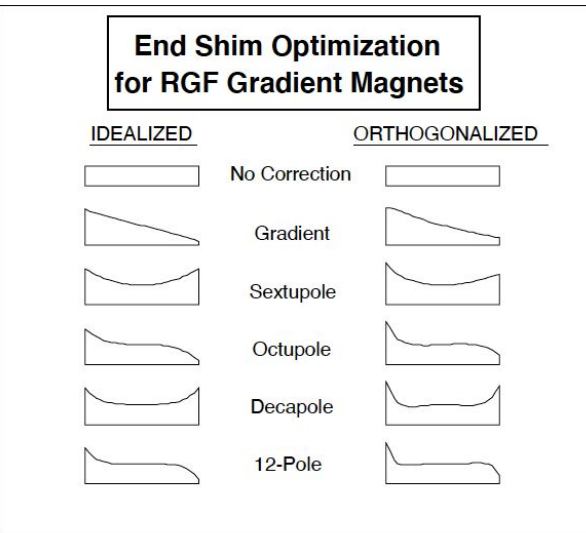 End Shim Optimization
for RGF Gradient Magnets
IDEALIZED
ORTHOGONALIZED
No Correction
Gradient
Sextupole
Octupole
Decapole
12-Pole